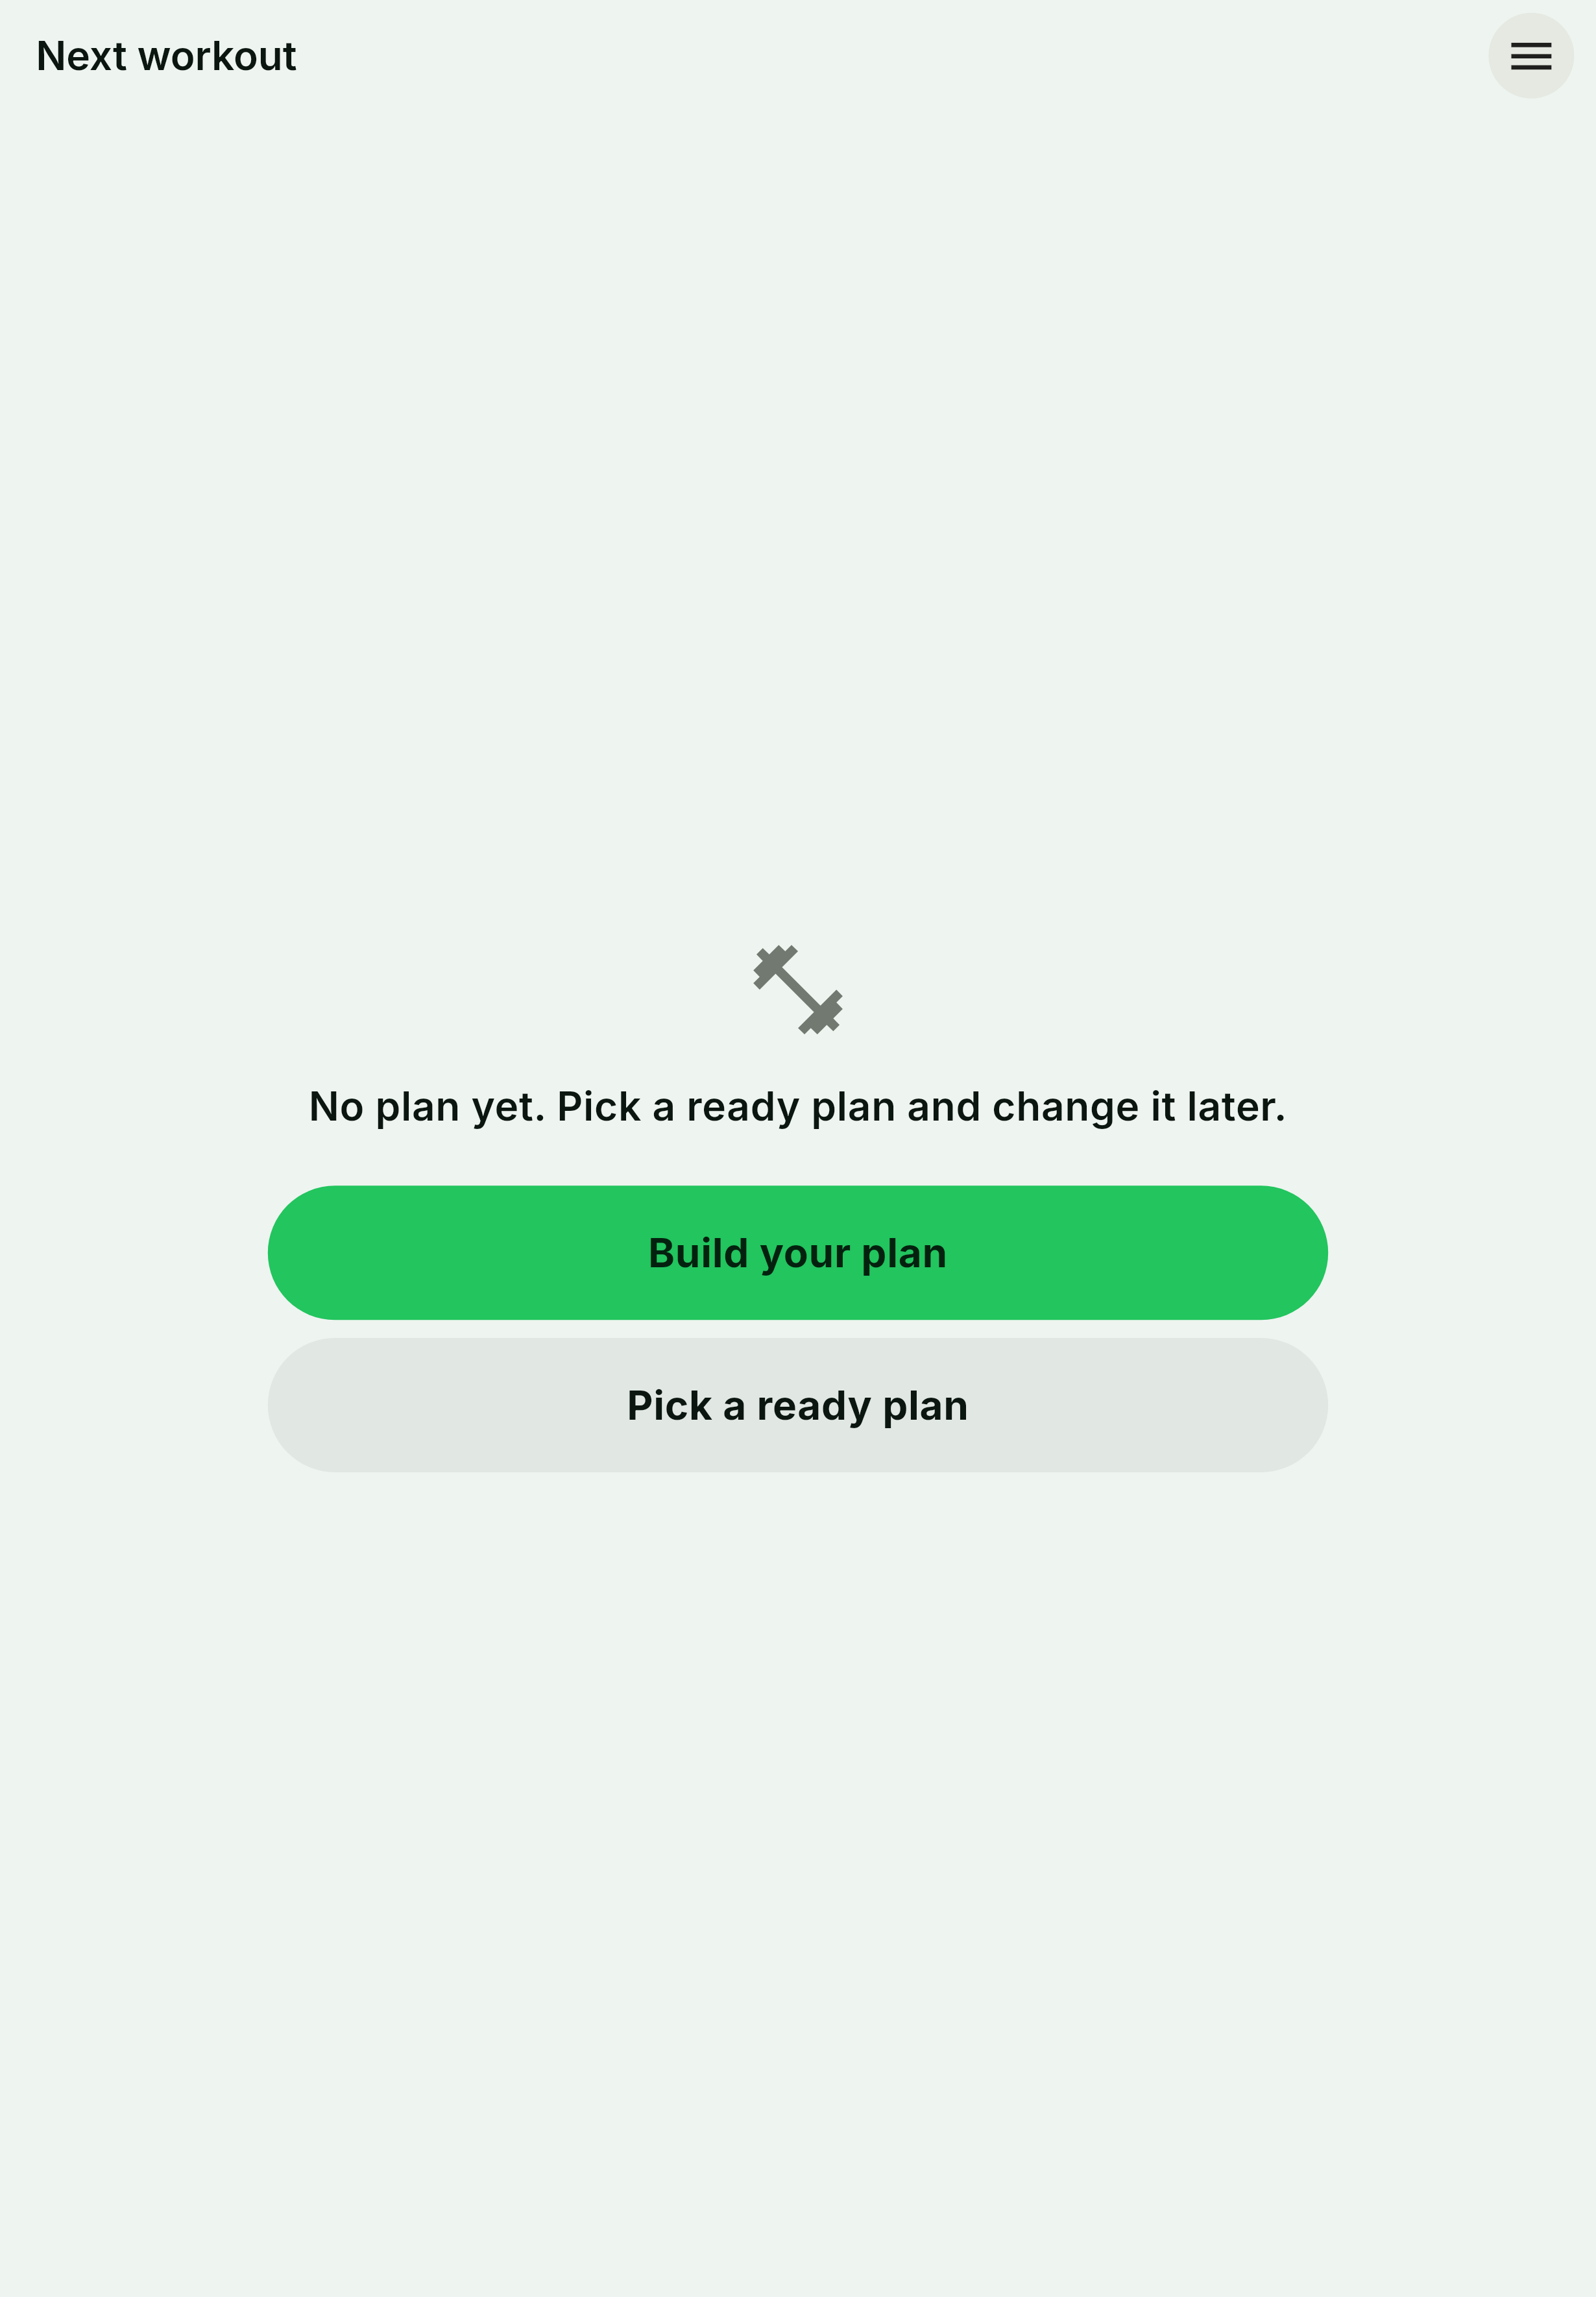 Next workout
No plan yet. Pick a ready plan and change it later.
Build your plan
Pick a ready plan